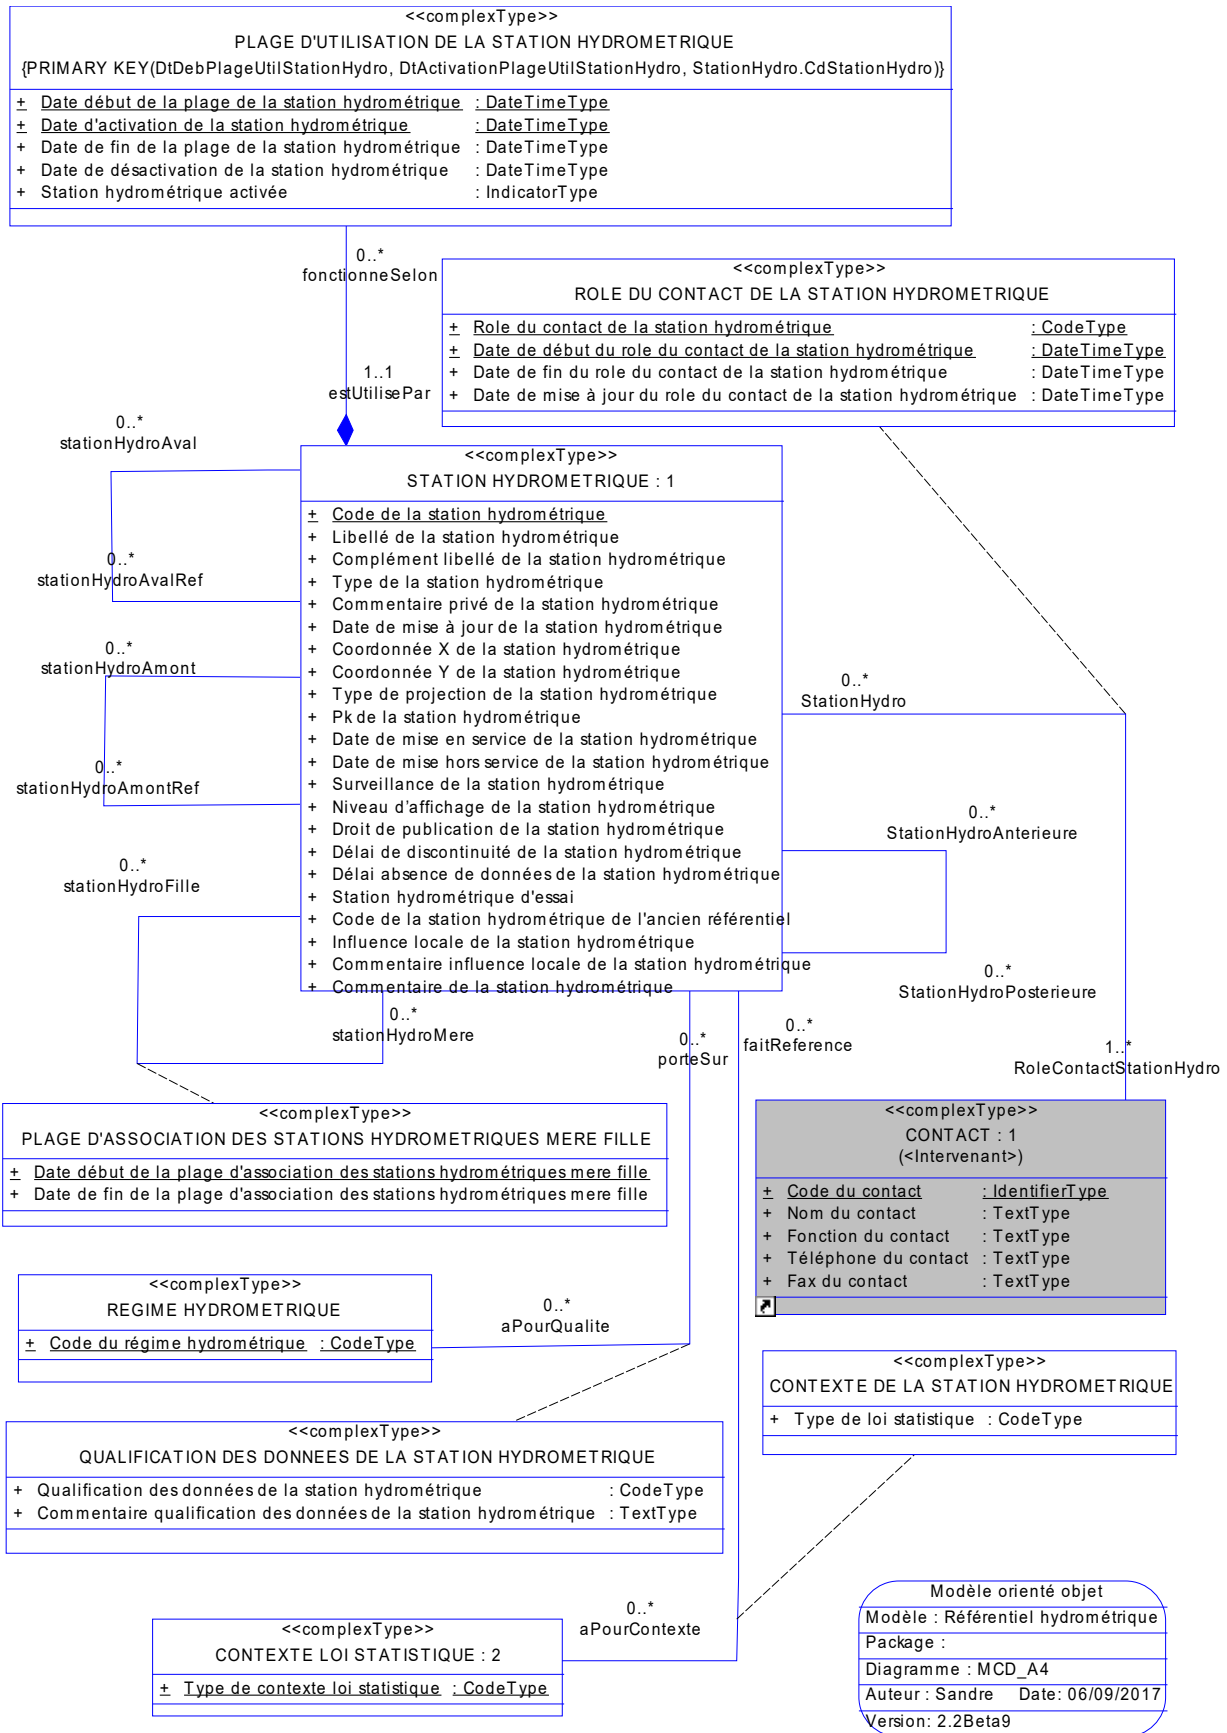 <<complexType>>
PLAGE D'UTILISATION DE LA STATION HYDROMETRIQUE
{PRIMARY KEY(DtDebPlageUtilStationHydro, DtActivationPlageUtilStationHydro, StationHydro.CdStationHydro)}
+ Date début de la plage de la station hydrométrique : DateTimeType
+ Date d'activation de la station hydrométrique : DateTimeType
+ Date de fin de la plage de la station hydrométrique : DateTimeType
+ Date de désactivation de la station hydrométrique : DateTimeType
+ Station hydrométrique activée : IndicatorType
0..*
fonctionneSelon
<<complexType>>
ROLE DU CONTACT DE LA STATION HYDROMETRIQUE
+ Role du contact de la station hydrométrique : CodeType
+ Date de début du role du contact de la station hydrométrique : DateTimeType
+ Date de fin du role du contact de la station hydrométrique : DateTimeType
+ Date de mise à jour du role du contact de la station hydrométrique : DateTimeType
1..1
estUtilisePar
0..*
stationHydroAval
<<complexType>>
STATION HYDROMETRIQUE : 1
+ Code de la station hydrométrique
+ Libellé de la station hydrométrique
+ Complément libellé de la station hydrométrique
+ Type de la station hydrométrique
+ Commentaire privé de la station hydrométrique
+ Date de mise à jour de la station hydrométrique
+ Coordonnée X de la station hydrométrique
+ Coordonnée Y de la station hydrométrique
+ Type de projection de la station hydrométrique
+ Pk de la station hydrométrique
+ Date de mise en service de la station hydrométrique
+ Date de mise hors service de la station hydrométrique
+ Surveillance de la station hydrométrique
+ Niveau d'affichage de la station hydrométrique
+ Droit de publication de la station hydrométrique
+ Délai de discontinuité de la station hydrométrique
+ Délai absence de données de la station hydrométrique
+ Station hydrométrique d'essai
+ Code de la station hydrométrique de l'ancien référentiel
+ Influence locale de la station hydrométrique
+ Commentaire influence locale de la station hydrométrique
+ Commentaire de la station hydrométrique
0..*
stationHydroAvalRef
0..*
stationHydroAmont
0..*
stationHydroAmontRef
0..*
stationHydroFille
0..*
StationHydro
0..*
StationHydroAnterieure
0..*
StationHydroPosterieure
0..*
stationHydroMere
0..*
porteSur
0..*
faitReference
1..*
RoleContactStationHydro
<<complexType>>
PLAGE D'ASSOCIATION DES STATIONS HYDROMETRIQUES MERE FILLE
+ Date début de la plage d'association des stations hydrométriques mere fille
+ Date de fin de la plage d'association des stations hydrométriques mere fille
<<complexType>>
CONTACT : 1
(<Intervenant>)
+ Code du contact : IdentifierType
+ Nom du contact : TextType
+ Fonction du contact : TextType
+ Téléphone du contact : TextType
+ Fax du contact : TextType
<<complexType>>
REGIME HYDROMETRIQUE
+ Code du régime hydrométrique : CodeType
0..*
aPourQualite
<<complexType>>
CONTEXTE DE LA STATION HYDROMETRIQUE
+ Type de loi statistique : CodeType
<<complexType>>
QUALIFICATION DES DONNEES DE LA STATION HYDROMETRIQUE
+ Qualification des données de la station hydrométrique : CodeType
+ Commentaire qualification des données de la station hydrométrique : TextType
<<complexType>>
CONTEXTE LOI STATISTIQUE : 2
+ Type de contexte loi statistique : CodeType
0..*
aPourContexte
Modèle orienté objet
Modèle : Référentiel hydrométrique
Package :
Diagramme : MCD_A4
Auteur : Sandre Date: 06/09/2017
Version: 2.2Beta9